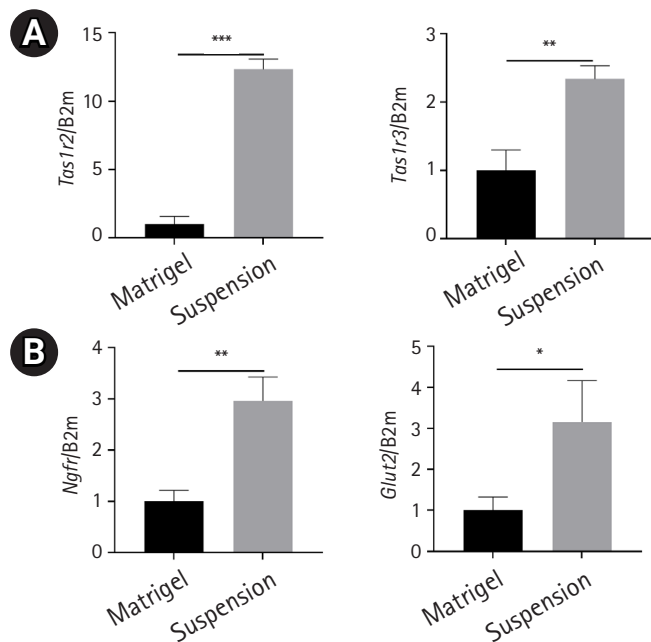 A
15
10
5
0
Tas1r2/B2m
***
Matrigel
Suspension
3
2
1
0
Tas1r3/B2m
**
Matrigel
Suspension
B
4
3
2
1
0
Ngfr/B2m
**
Matrigel
Suspension
5
4
3
2
1
0
Glut2/B2m
*
Matrigel
Suspension